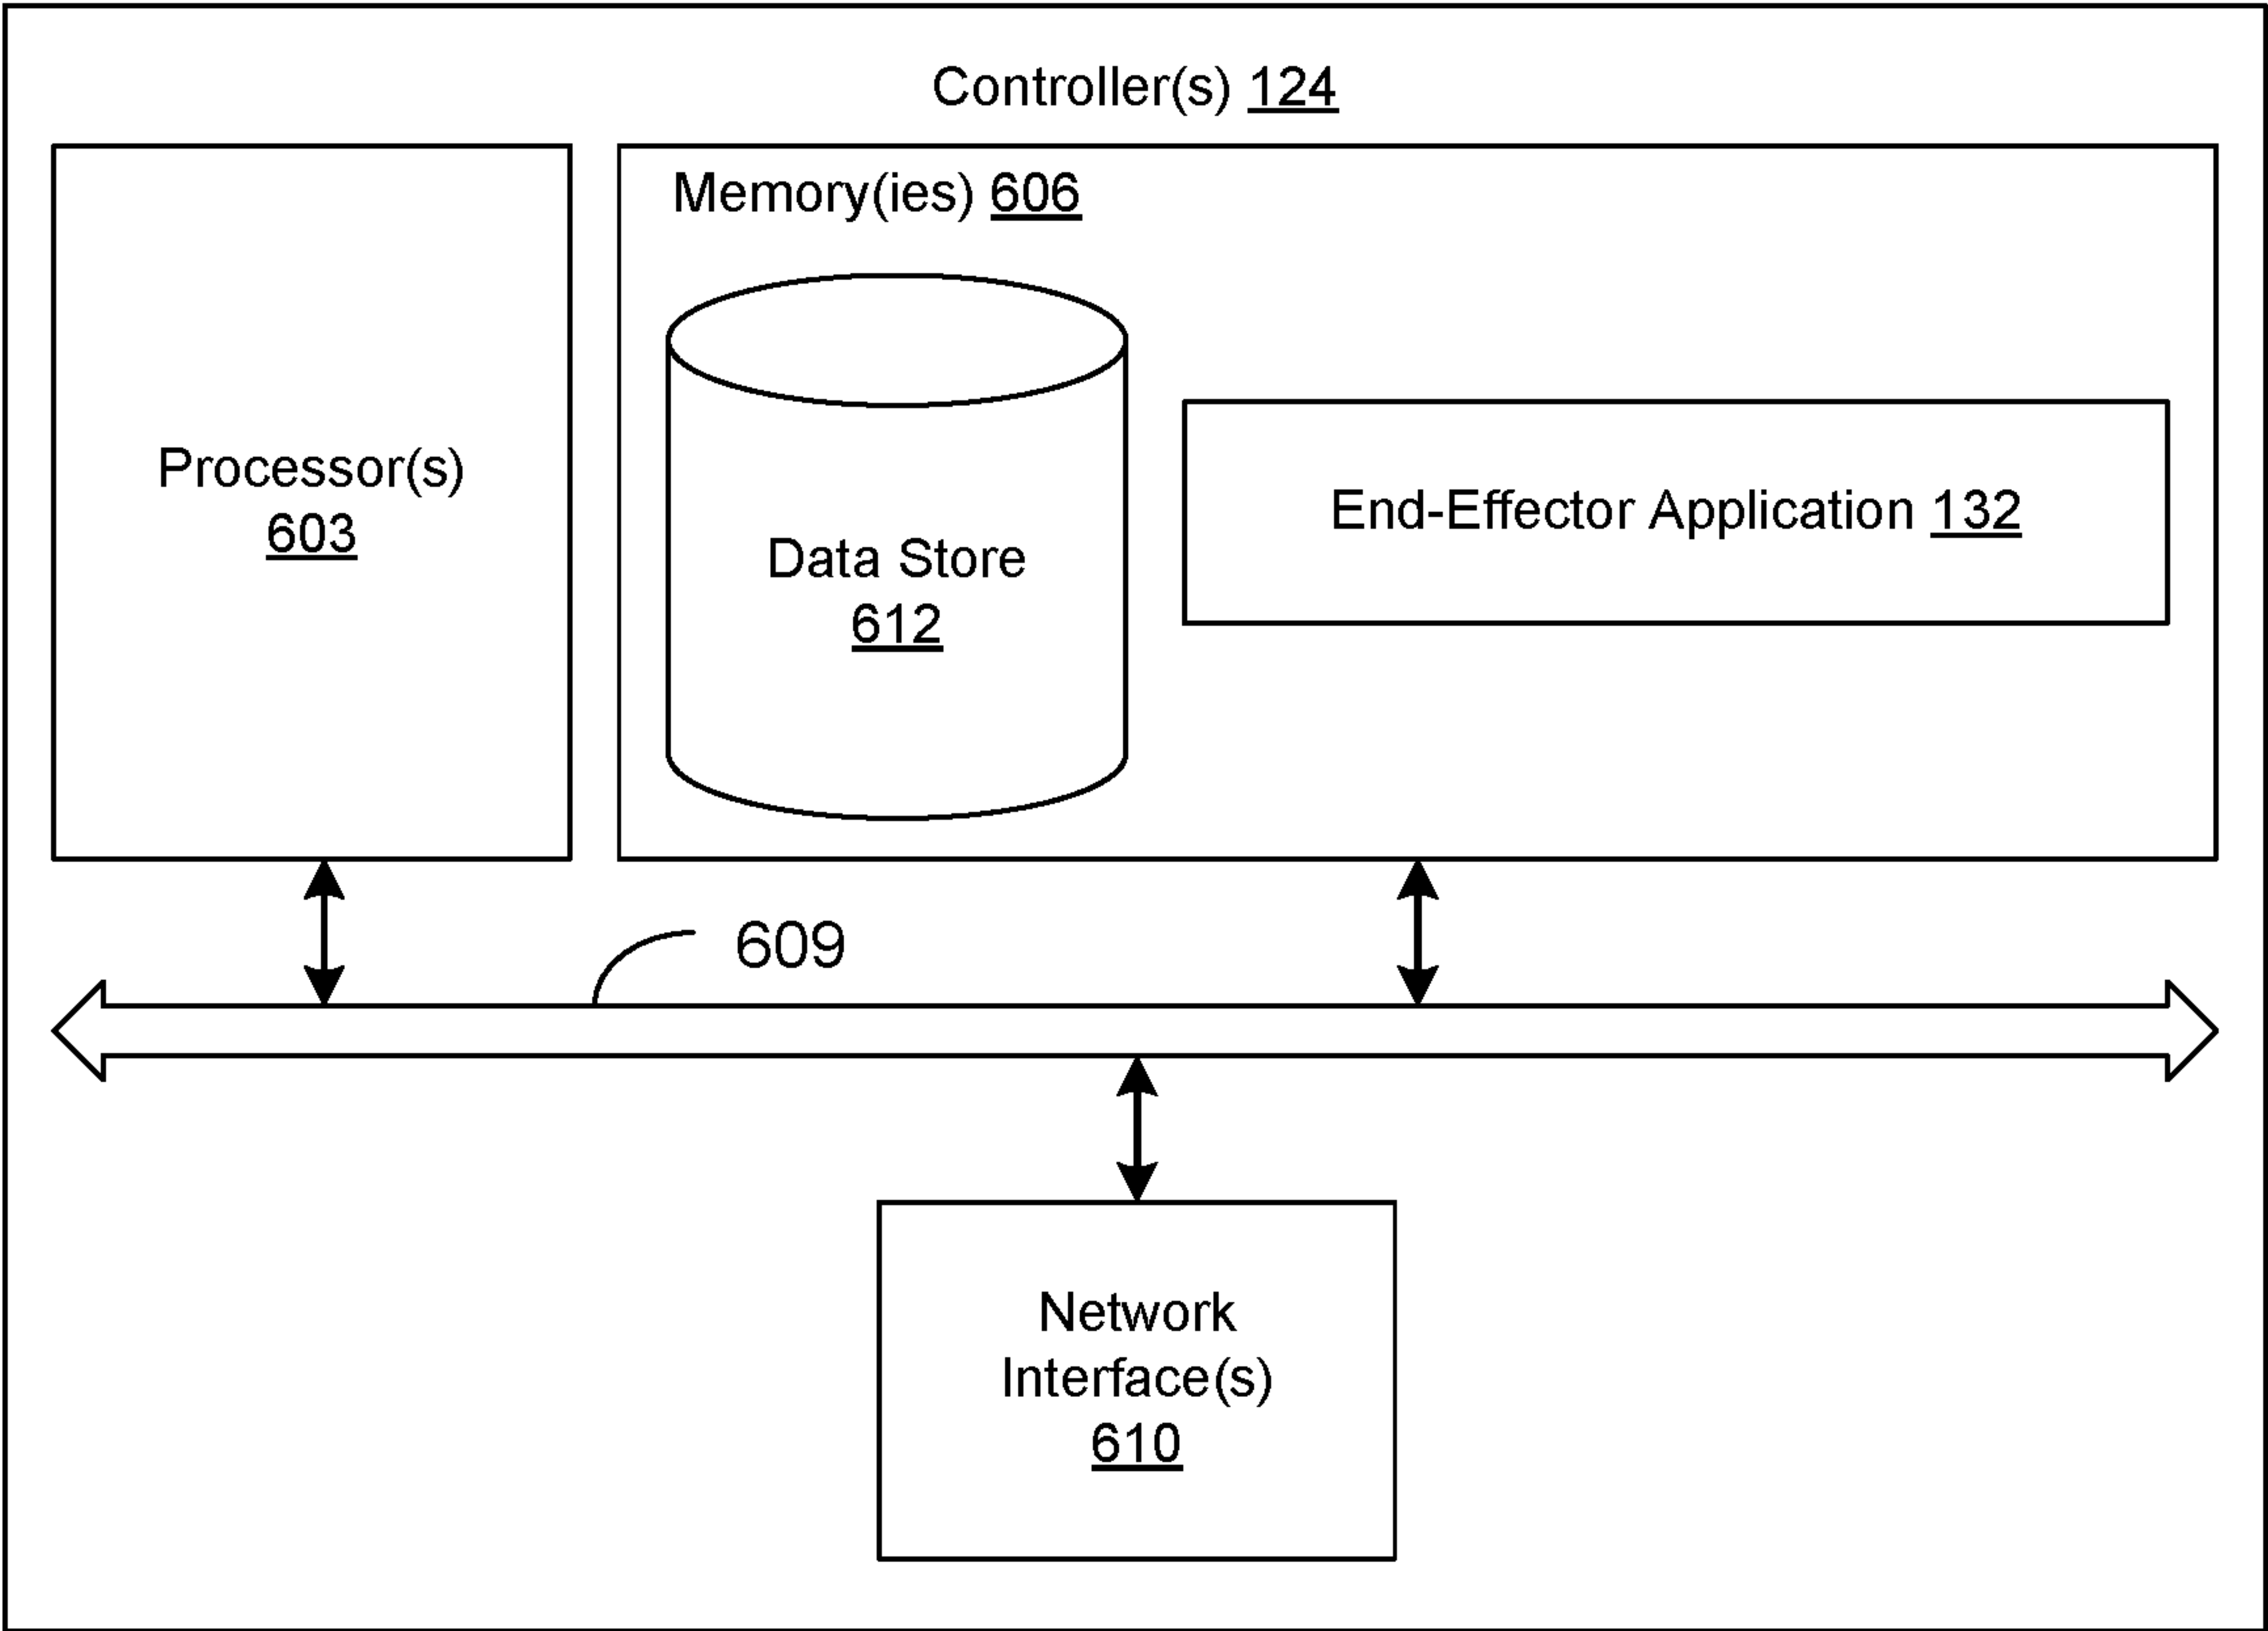 Controller(s) 124
Memory(ies) 606
Processor(s)
603
Data Store
612
End-Effector Application 132
609
Network
Interface(s)
610